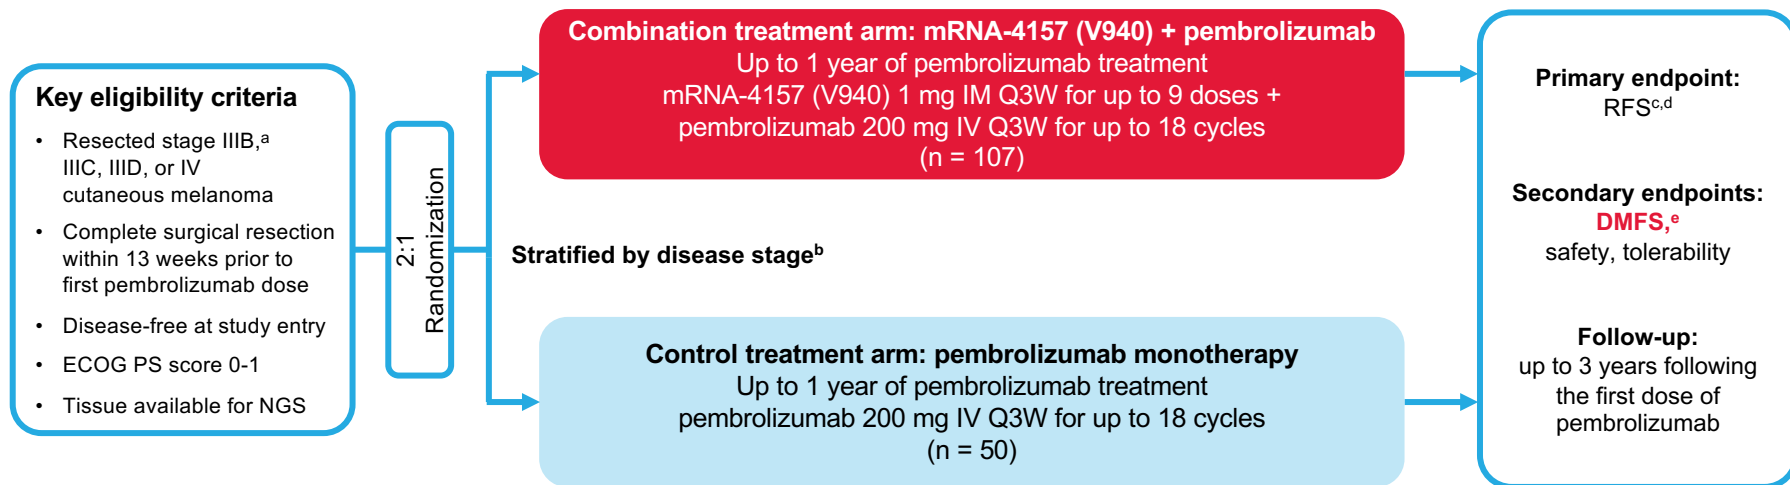 Key eligibility criteria
• Resected stage IIIB,ᵃ
IIIC, IIID, or IV
cutaneous melanoma
• Complete surgical resection
within 13 weeks prior to
first pembrolizumab dose
• Disease-free at study entry
• ECOG PS score 0-1
• Tissue available for NGS
2:1
Randomization
Combination treatment arm: mRNA-4157 (V940) + pembrolizumab
Up to 1 year of pembrolizumab treatment
mRNA-4157 (V940) 1 mg IM Q3W for up to 9 doses +
pembrolizumab 200 mg IV Q3W for up to 18 cycles
(n = 107)
Stratified by disease stageᵇ
Control treatment arm: pembrolizumab monotherapy
Up to 1 year of pembrolizumab treatment
pembrolizumab 200 mg IV Q3W for up to 18 cycles
(n = 50)
Primary endpoint:
RFSᶜ,ᵈ
Secondary endpoints:
DMFS,ᵉ
safety, tolerability
Follow-up:
up to 3 years following
the first dose of
pembrolizumab